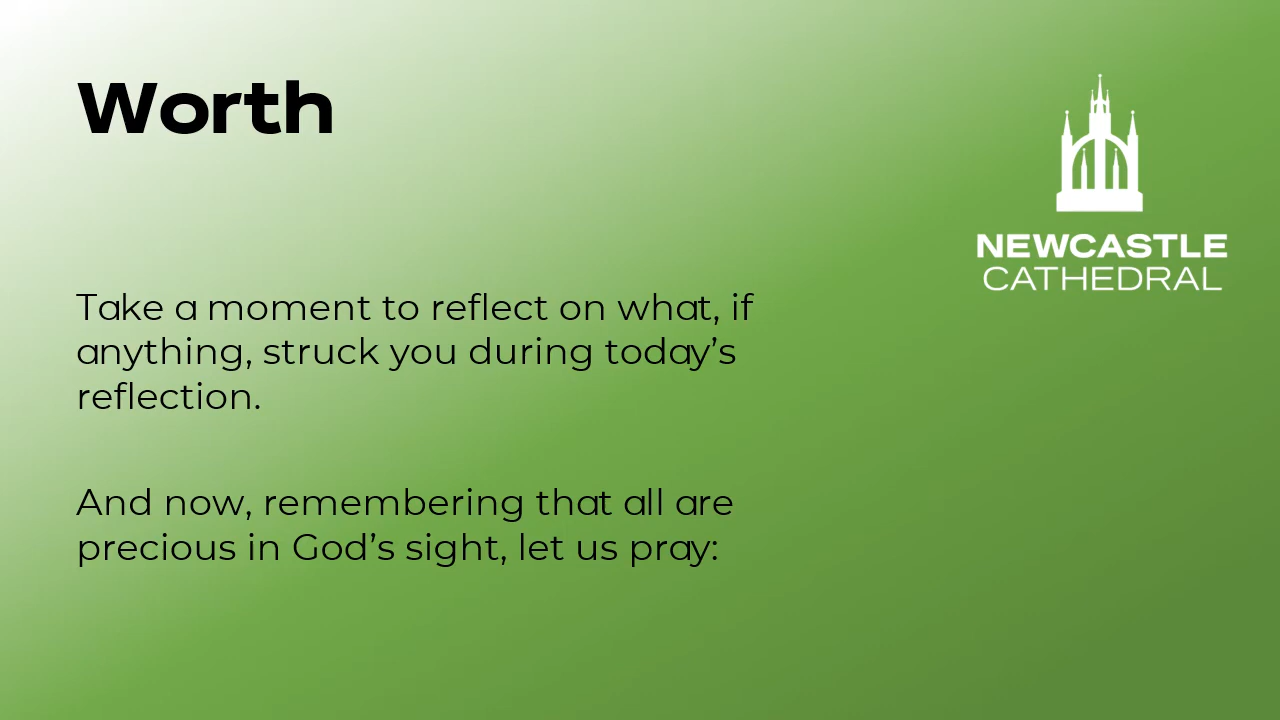 Worth
NEWCASTLE
CATHEDRAL
Take a moment to reflect on what, if
anything, struck you during today’s
reflection.
And now, remembering that all are
precious in God’s sight, let us pray: